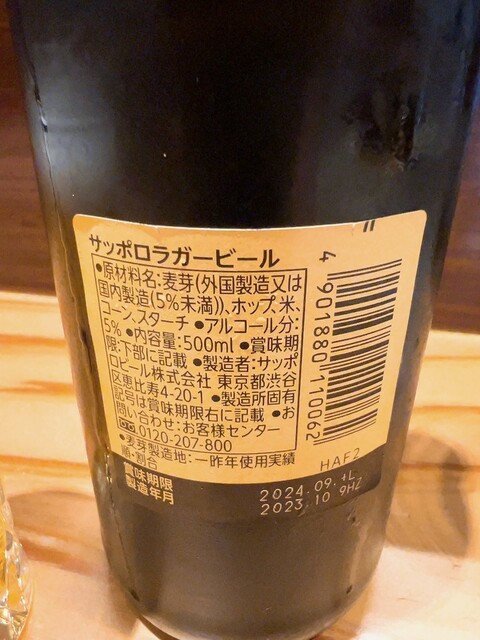 サッポロラガービール
●原材料名:麦芽(外国製造又は
国内製造(5%未満))、ホップ、米、
コーン、スターチ ●アルコール分:
5% ●内容量:500ml ●賞味期
限:下部に記載 ●製造者:サッポ
ロビール株式会社 東京都渋谷
区恵比寿4-20-1 ●製造所固有
記号は賞味期限右に記載 ●お
問い合わせ:お客様センター
0120-207-800
●麦芽製造地:一昨年使用実績
順・割合
4 901880 110062
HAF2
賞味期限
製造年月
2024.09.+L
2023.10 9HZ